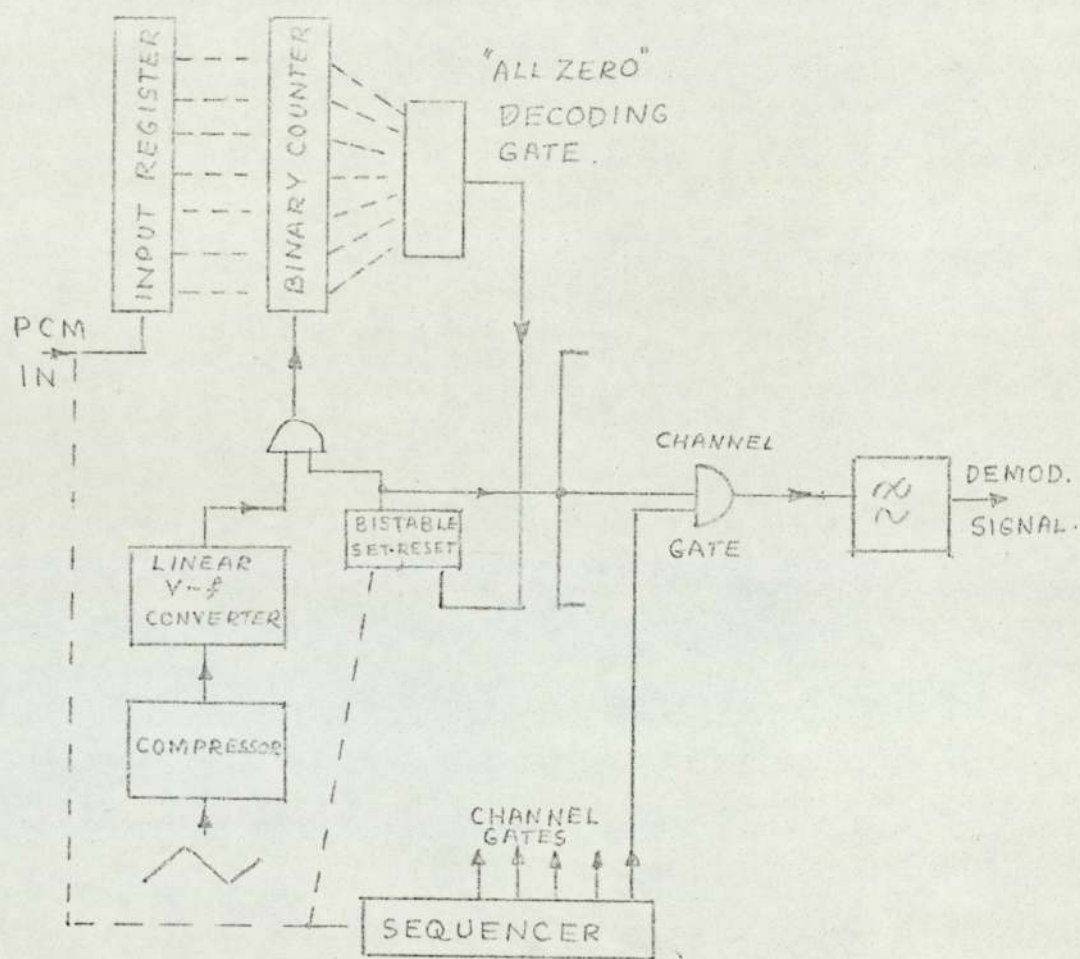 INPUT REGISTER
BINARY COUNTER
"ALL ZERO"
DECODING
GATE.
PCM
IN
CHANNEL
GATE
DEMOD.
SIGNAL.
BISTABLE
SET-RESET
LINEAR
V-f
CONVERTER
COMPRESSOR
CHANNEL
GATES
SEQUENCER